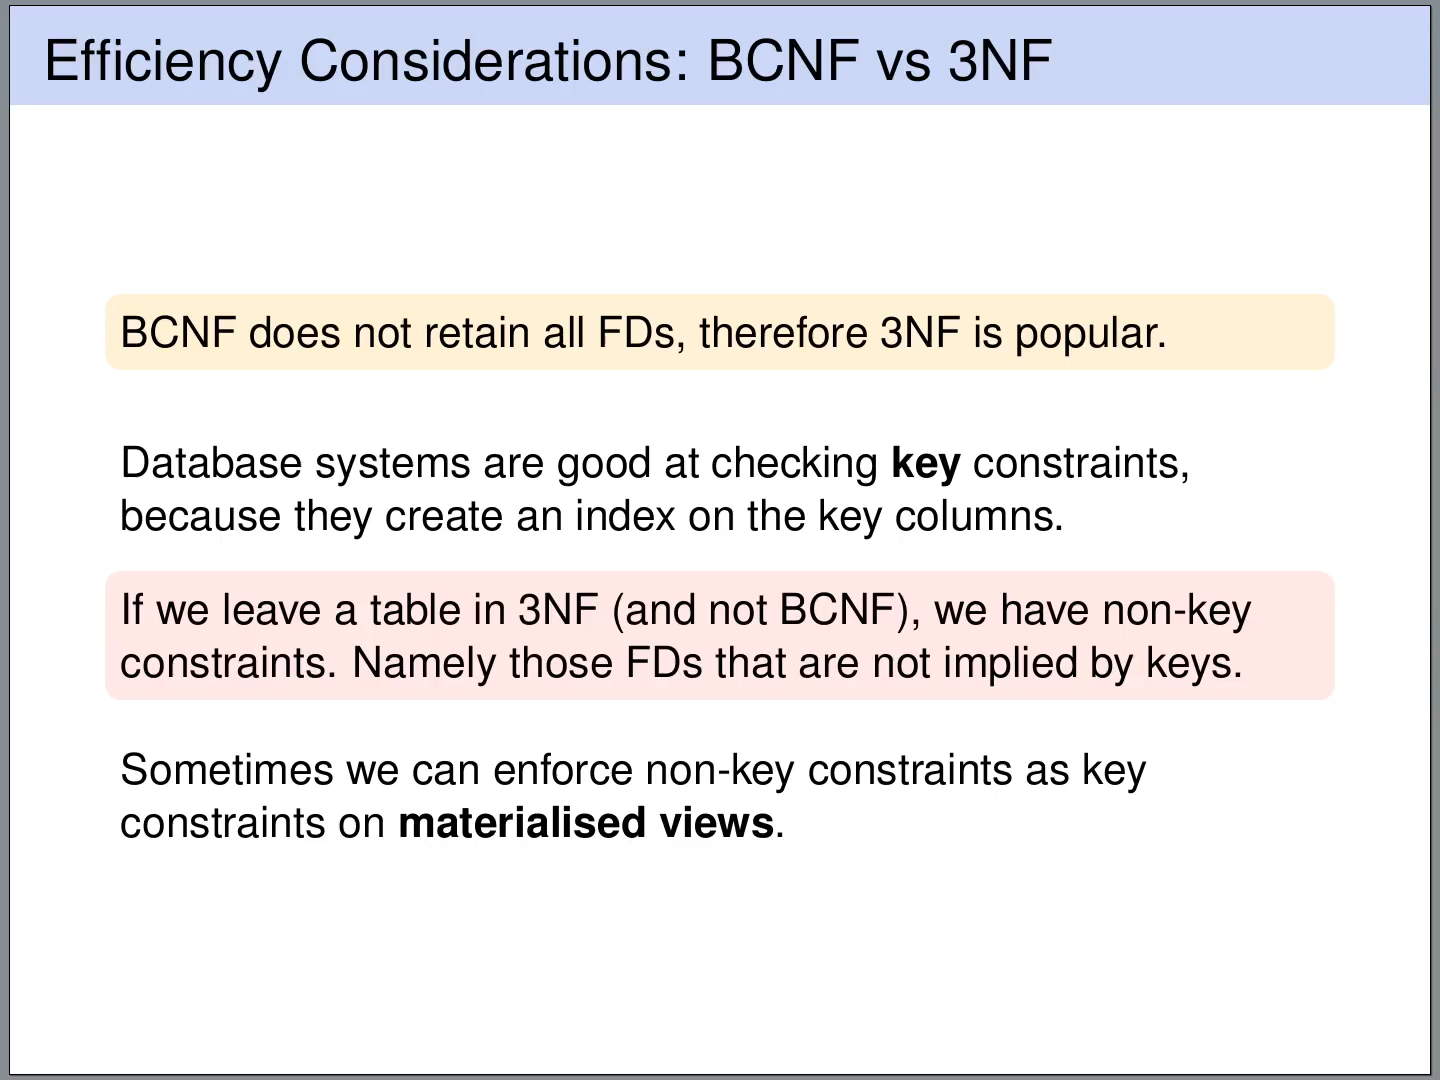 Efficiency Considerations: BCNF vs 3NF
BCNF does not retain all FDs, therefore 3NF is popular.
Database systems are good at checking key constraints,
because they create an index on the key columns.
If we leave a table in 3NF (and not BCNF), we have non-key
constraints. Namely those FDs that are not implied by keys.
Sometimes we can enforce non-key constraints as key
constraints on materialised views.